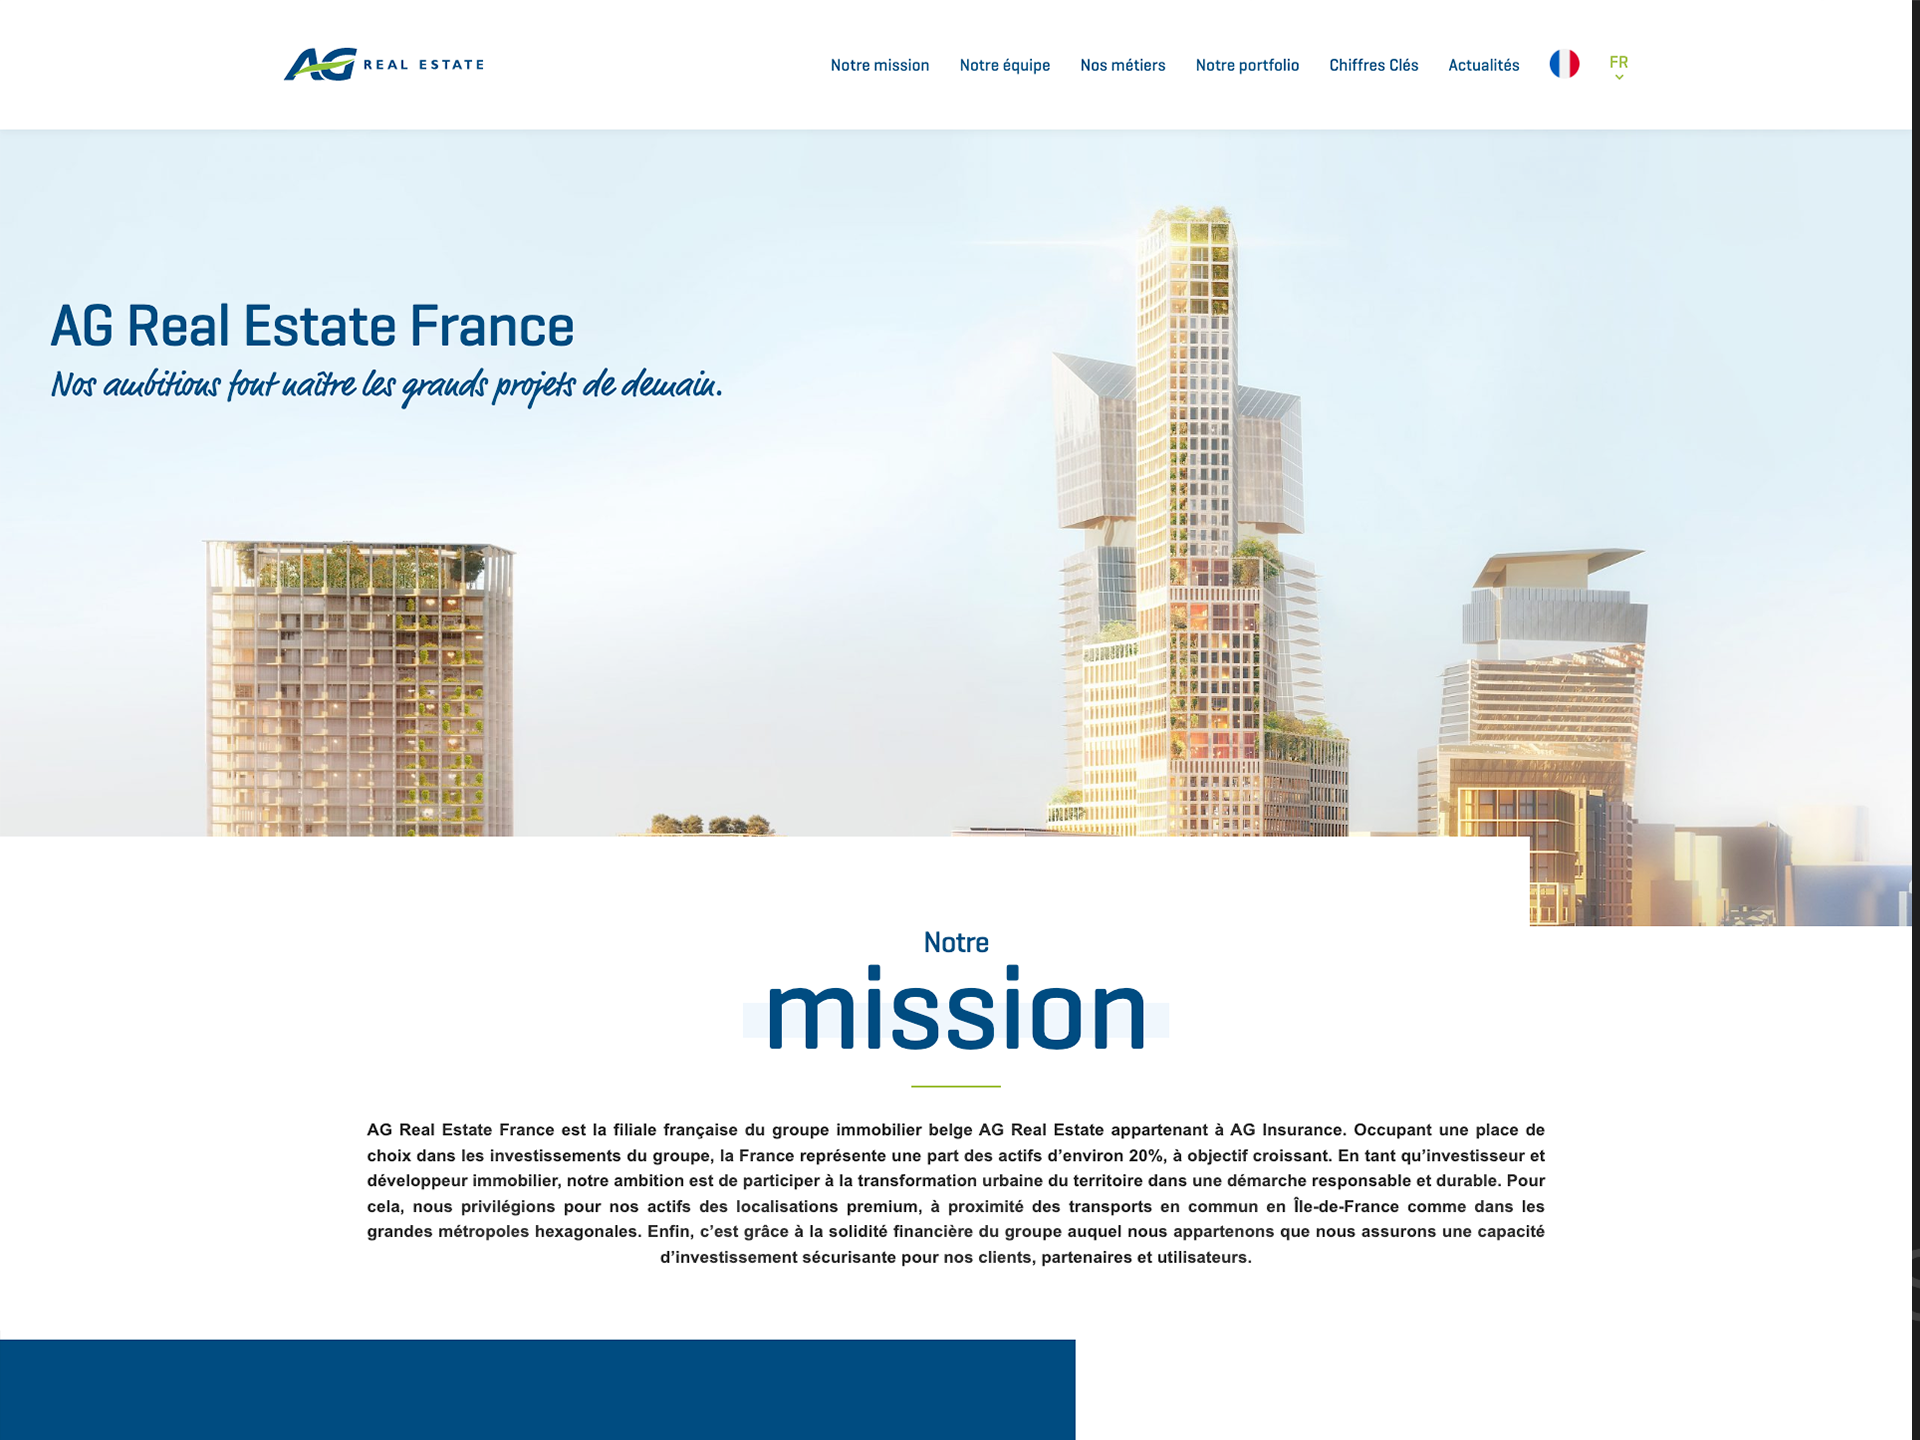 AG REAL ESTATE
Notre mission
Notre équipe
Nos métiers
Notre portfolio
Chiffres Clés
Actualités
FR
AG Real Estate France
Nos ambitions font naître les grands projets de demain.
Notre
mission
AG Real Estate France est la filiale française du groupe immobilier belge AG Real Estate appartenant à AG Insurance. Occupant une place de
choix dans les investissements du groupe, la France représente une part des actifs d’environ 20%, à objectif croissant. En tant qu’investisseur et
développeur immobilier, notre ambition est de participer à la transformation urbaine du territoire dans une démarche responsable et durable. Pour
cela, nous privilégions pour nos actifs des localisations premium, à proximité des transports en commun en Île-de-France comme dans les
grandes métropoles hexagonales. Enfin, c’est grâce à la solidité financière du groupe auquel nous appartenons que nous assurons une capacité
d’investissement sécurisante pour nos clients, partenaires et utilisateurs.